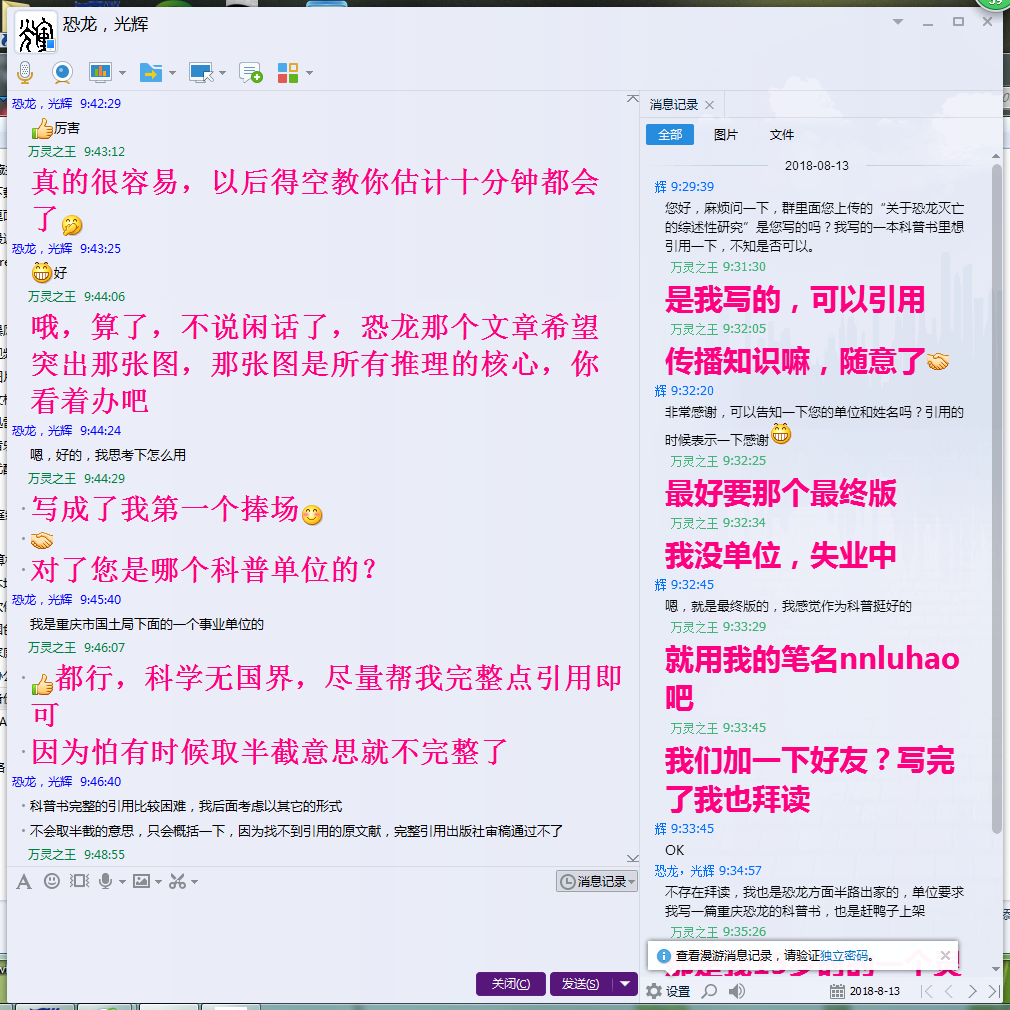 恐龙，光辉
恐龙，光辉 9:42:29
厉害
万灵之王 9:43:12
真的很容易，以后得空教你估计十分钟都会
了
恐龙，光辉 9:43:25
好
万灵之王 9:44:06
哦，算了，不说闲话了，恐龙那个文章希望
突出那张图，那张图是所有推理的核心，你
看着办吧
恐龙，光辉 9:44:24
嗯，好的，我思考下怎么用
万灵之王 9:44:29
写成了我第一个捧场
对了您是哪个科普单位的？
恐龙，光辉 9:45:40
我是重庆市国土局下面的一个事业单位的
万灵之王 9:46:07
都行，科学无国界，尽量帮我完整点引用即
可
因为怕有时候取半截意思就不完整了
恐龙，光辉 9:46:40
科普书完整的引用比较困难，我后面考虑以其它的形式
不会取半截的意思，只会概括一下，因为找不到引用的原文献，完整引用出版社审稿通过不了
万灵之王 9:48:55
消息记录
关闭(C)
发送(S)
消息记录
全部
图片
文件
2018-08-13
辉 9:29:39
您好，麻烦问一下，群里面您上传的“关于恐龙灭亡
的综述性研究”是您写的吗？我写的一本科普书里想
引用一下，不知是否可以。
万灵之王 9:31:30
是我写的，可以引用
万灵之王 9:32:05
传播知识嘛，随意了
辉 9:32:20
非常感谢，可以告知一下您的单位和姓名吗？引用的
时候表示一下感谢
万灵之王 9:32:25
最好要那个最终版
万灵之王 9:32:34
我没单位，失业中
辉 9:32:45
嗯，就是最终版的，我感觉作为科普挺好的
万灵之王 9:33:29
就用我的笔名nnluhao
吧
万灵之王 9:33:45
我们加一下好友？写完
了我也拜读
辉 9:33:45
OK
恐龙，光辉 9:34:57
不存在拜读，我也是恐龙方面半路出家的，单位要求
我写一篇重庆恐龙的科普书，也是赶鸭子上架
万灵之王 9:35:26
查看漫游消息记录，请验证独立密码。
设置
2018-8-13